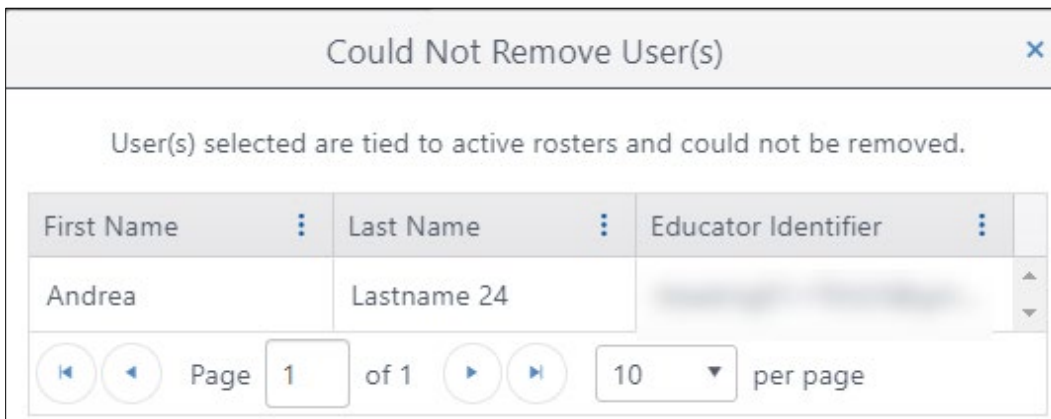 Could Not Remove User(s)
User(s) selected are tied to active rosters and could not be removed.
First Name Last Name Educator Identifier
Andrea Lastname 24
Page 1 of 1 10 per page